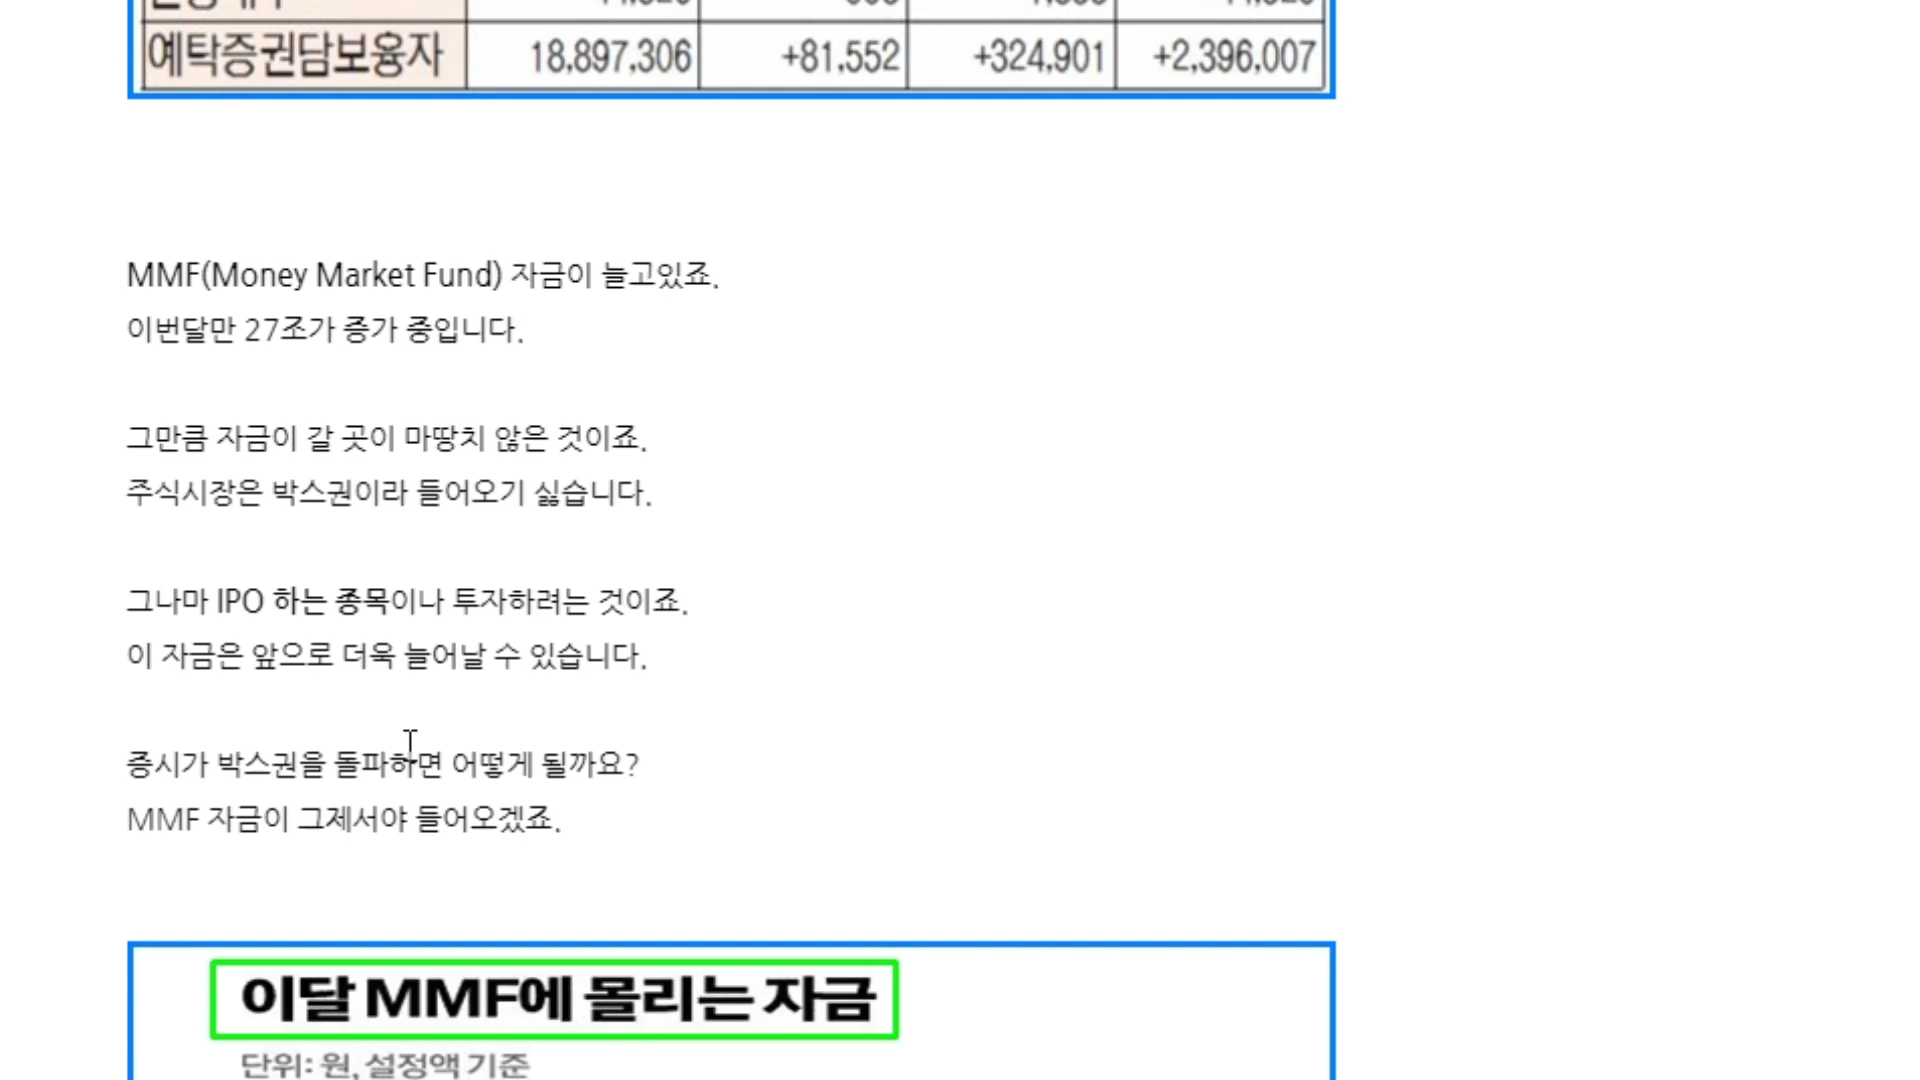 예탁증권담보융자 18,897,306 +81,552 +324,901 +2,396,007
MMF(Money Market Fund) 자금이 늘고있죠.
이번달만 27조가 증가 중입니다.
그만큼 자금이 갈 곳이 마땅치 않은 것이죠.
주식시장은 박스권이라 들어오기 싫습니다.
그나마 IPO 하는 종목이나 투자하려는 것이죠.
이 자금은 앞으로 더욱 늘어날 수 있습니다.
증시가 박스권을 돌파하면 어떻게 될까요?
MMF 자금이 그제서야 들어오겠죠.
이달 MMF에 몰리는 자금
단위: 원, 설정액 기준